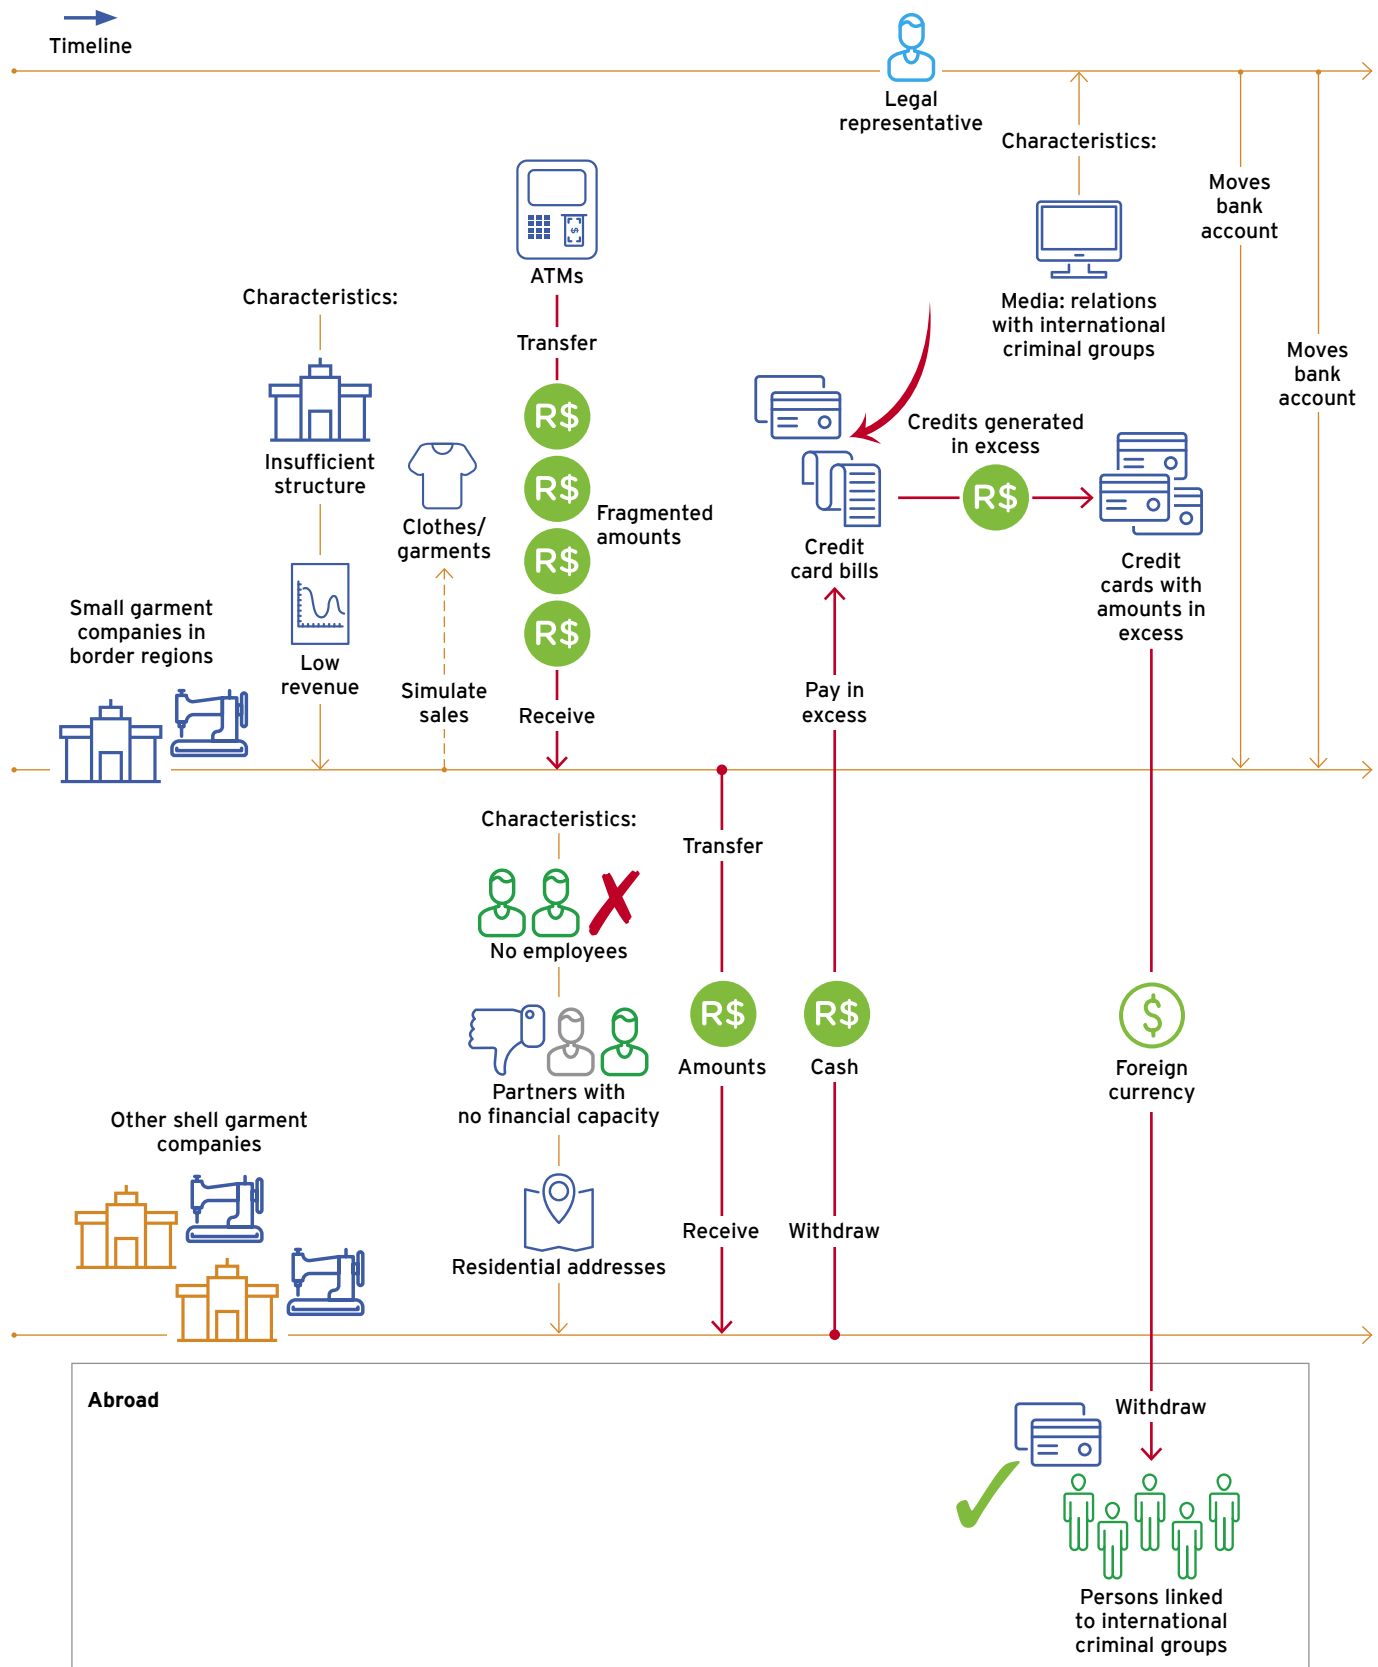 Timeline
Legal
representative
Characteristics:
Moves
bank
account
ATMs
Characteristics:
Media: relations
with international
criminal groups
Transfer
Moves
bank
account
R$
Credits generated
in excess
Insufficient
structure
R$
R$
Clothes/
garments
Fragmented
amounts
Credit
card bills
R$
Credit
cards with
amounts in
excess
Small garment
companies in
border regions
R$
Low
revenue
Simulate
sales
Receive
Pay in
excess
Characteristics:
Transfer
No employees
R$
R$
$
Amounts
Cash
Foreign
currency
Partners with
no financial capacity
Other shell garment
companies
Receive
Withdraw
Residential addresses
Abroad
Withdraw
Persons linked
to international
criminal groups